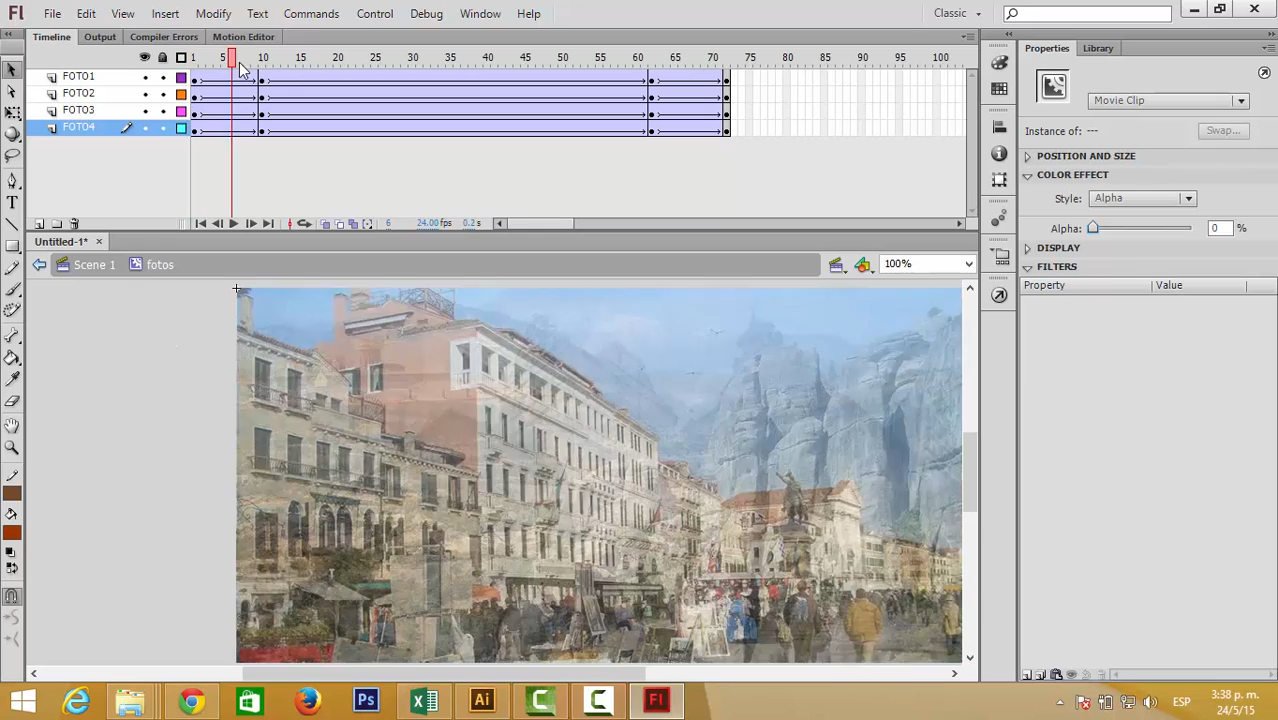 Fl File Edit View Insert Modify Text Commands Control Debug Window Help Classic
Timeline Output Compiler Errors Motion Editor
Properties Library
1 5 10 15 20 25 30 35 40 45 50 55 60 65 70 75 80 85 90 95 100
FOTO1
FOTO2
FOTO3
FOTO4
6 24.00fps 0.2 s
Movie Clip
Instance of: --- Swap...
POSITION AND SIZE
COLOR EFFECT
Style: Alpha
Alpha: 0 %
DISPLAY
FILTERS
Property Value
Untitled-1* ×
Scene 1 fotos 100%
Ps Ai Fl
ESP
3:38 p. m.
24/5/15